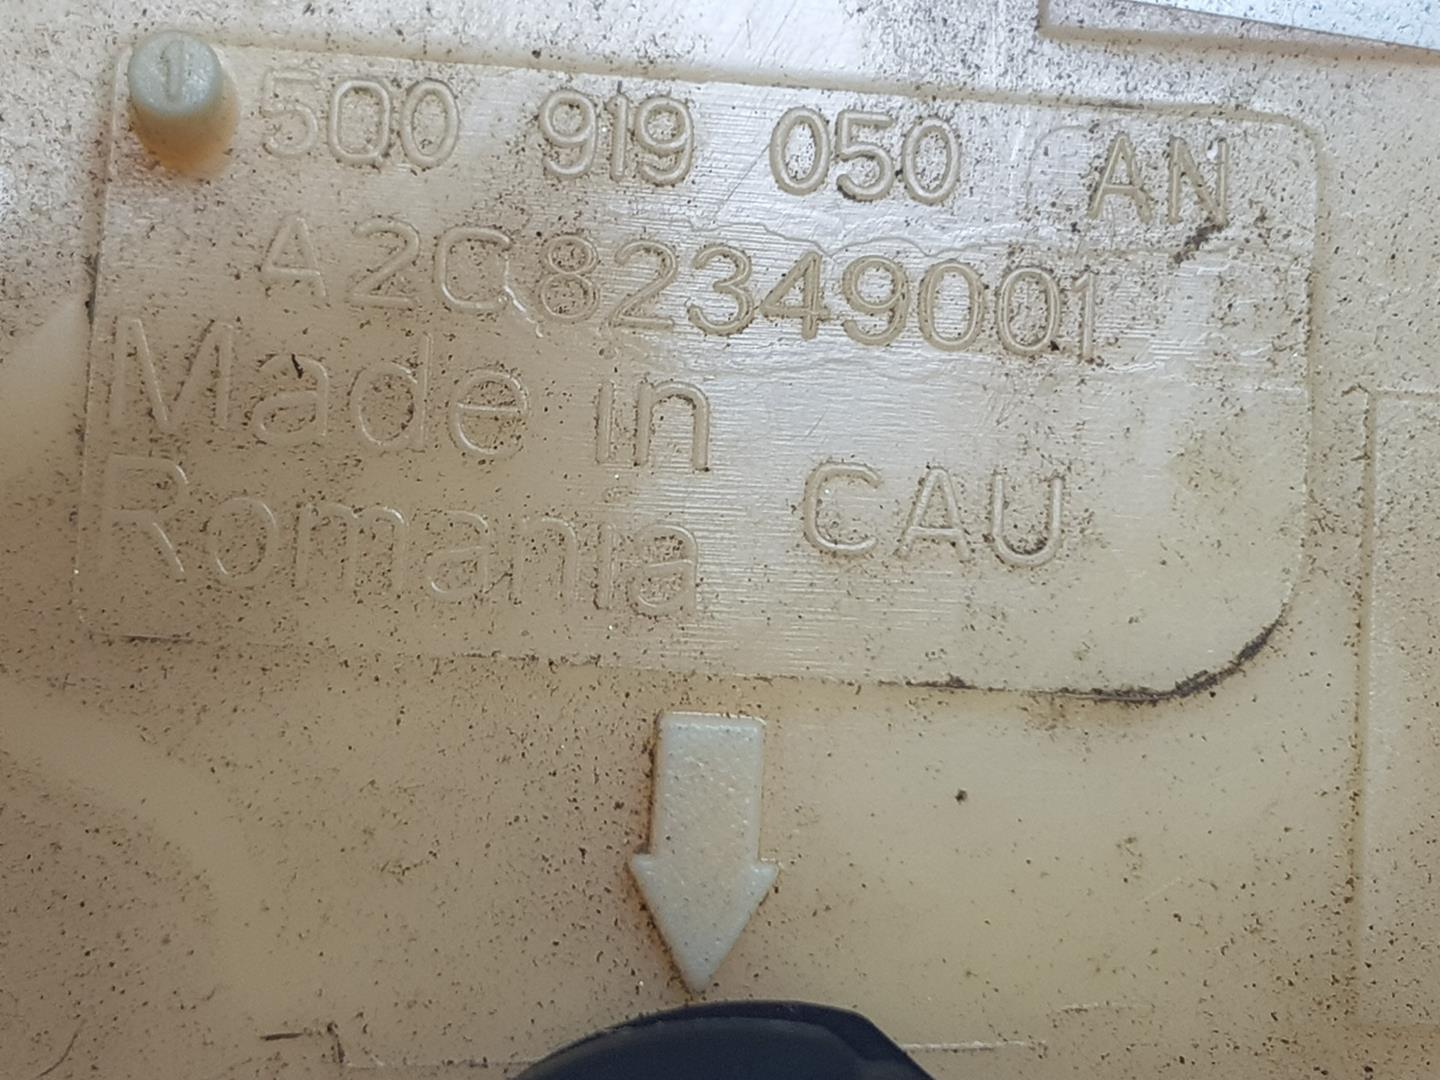 5Q0 919 050 AN
A2C82349001
Made in
Romania CAU